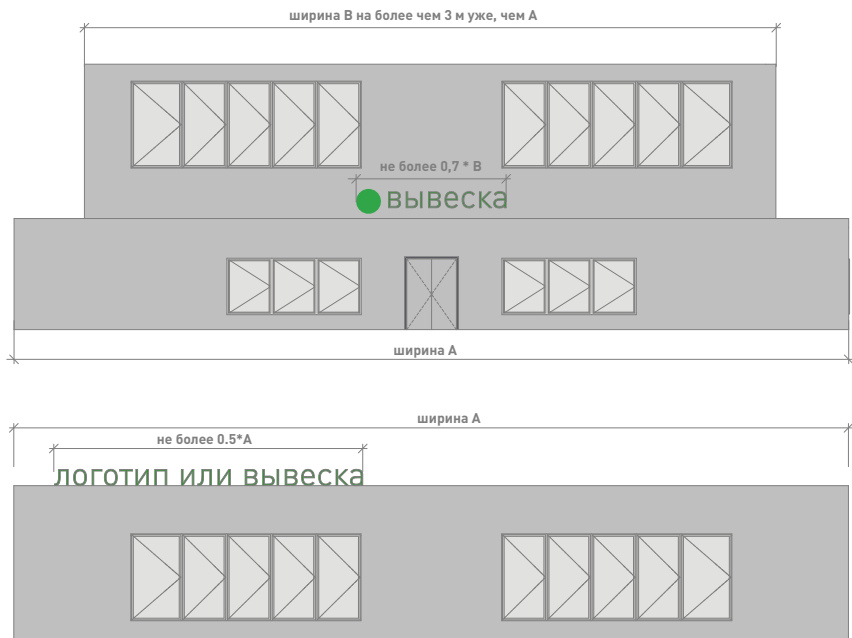 ширина В на более чем 3 м уже, чем А
не более 0,7 * В
вывеска
ширина А
ширина А
не более 0.5*А
логотип или вывеска